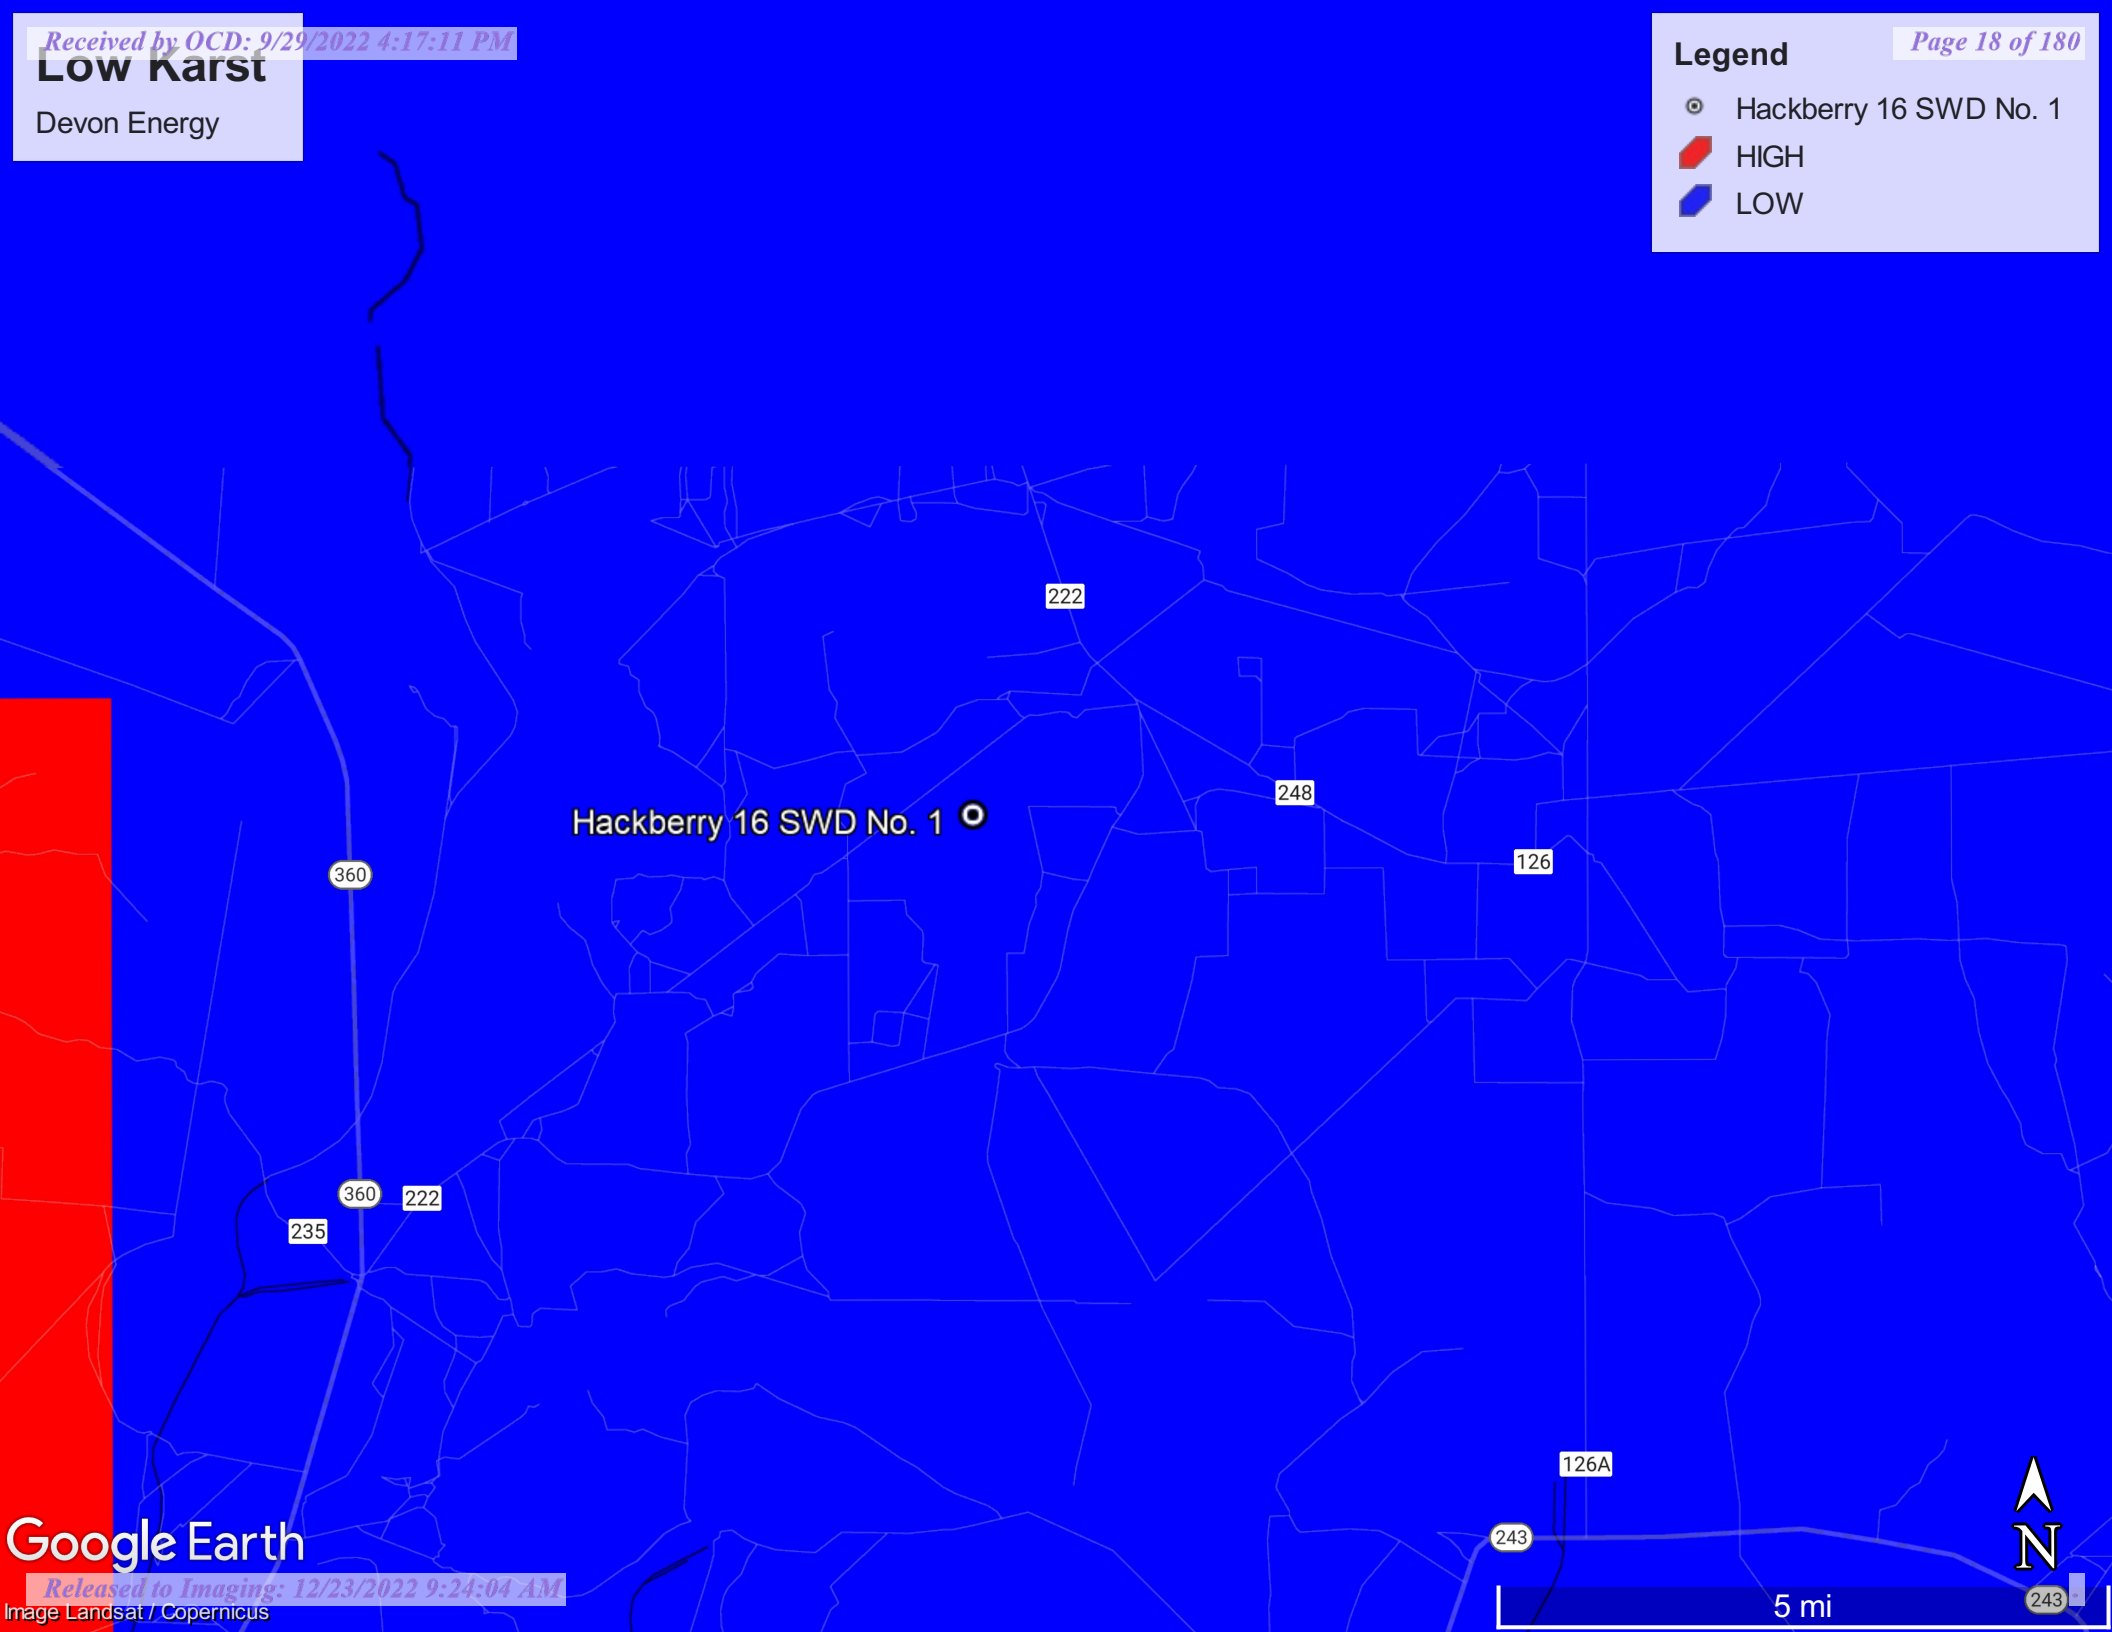 Received by OCD: 9/29/2022 4:17:11 PM
Page 18 of 180
Low Karst
Devon Energy
Legend
Hackberry 16 SWD No. 1
HIGH
LOW
222
248
Hackberry 16 SWD No. 1
126
360
360
222
235
126A
243
N
Google Earth
Released to Imaging: 12/23/2022 9:24:04 AM
Image Landsat / Copernicus
5 mi
243